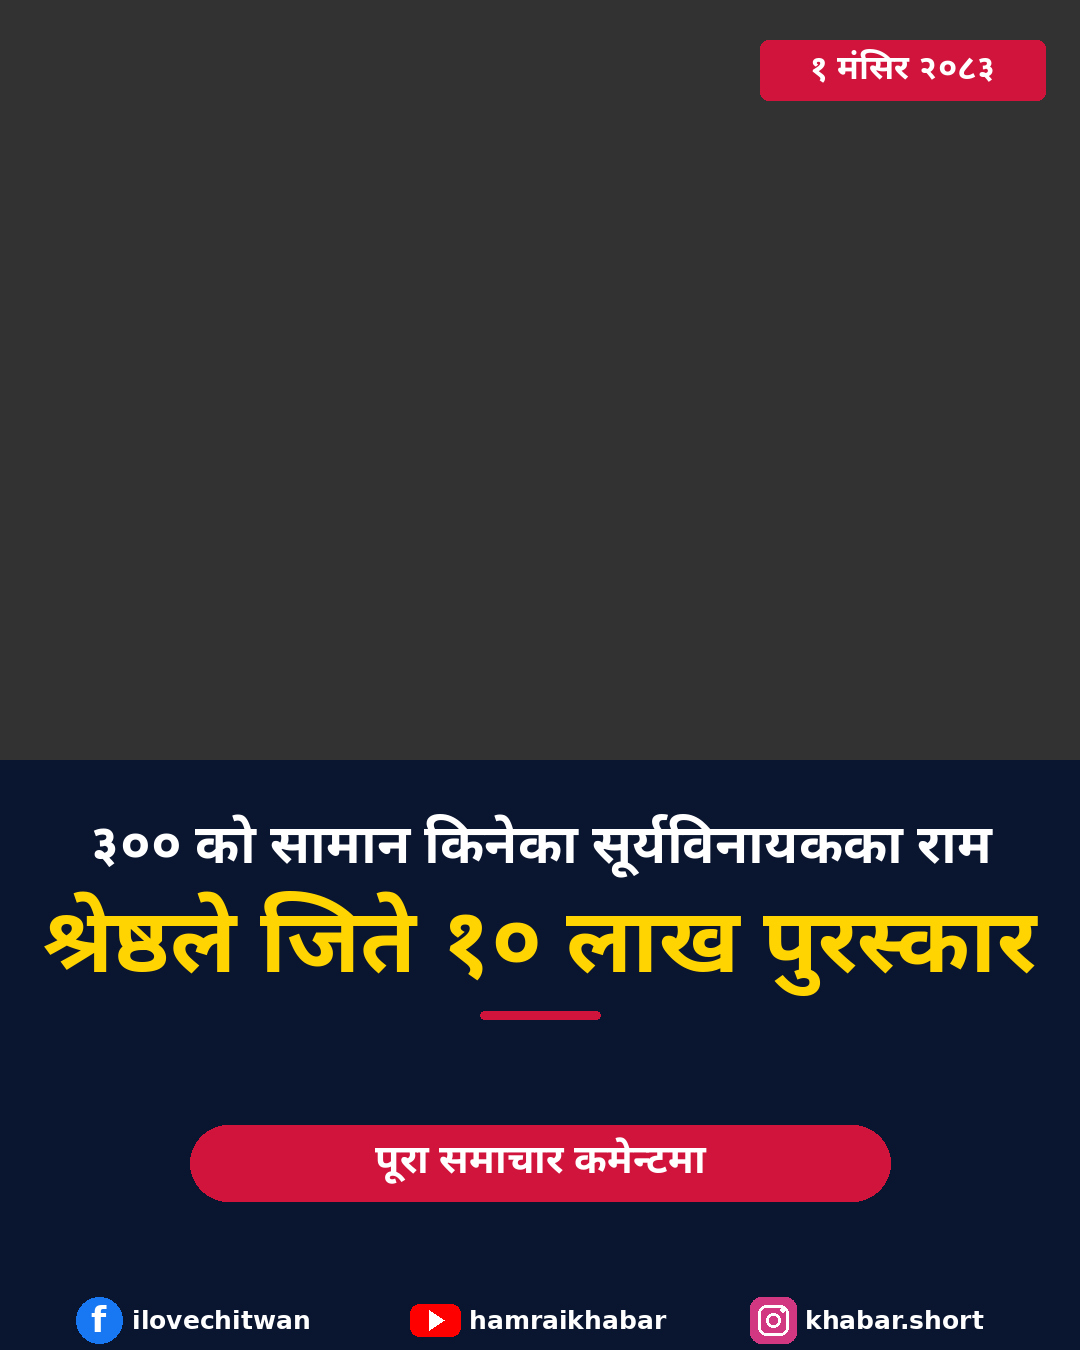 १ मंसिर २०८३
३०० को सामान किनेका सूर्यविनायकका राम
श्रेष्ठले जिते १० लाख पुरस्कार
पूरा समाचार कमेन्टमा
ilovechitwan
hamraikhabar
khabar.short